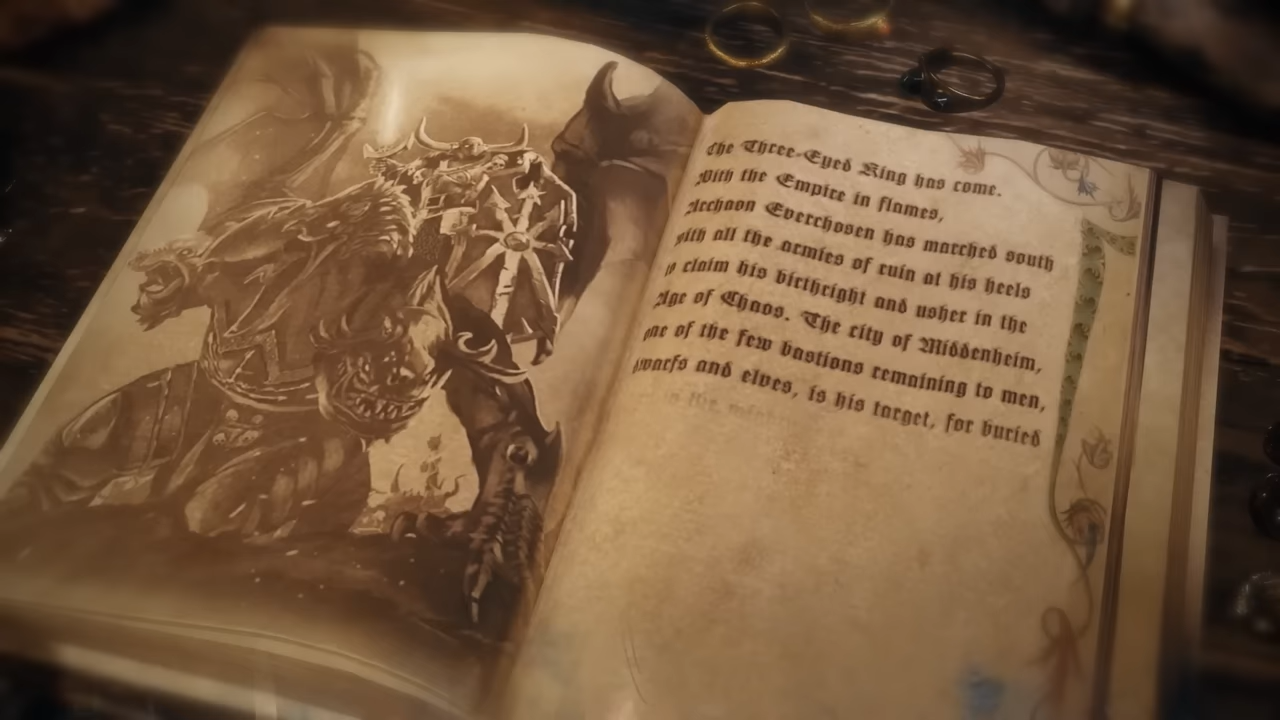 The Three-Eyed King has come.
With the Empire in flames,
Archaon Everchosen has marched south
with all the armies of ruin at his heels
to claim his birthright and usher in the
Age of Chaos. The city of Middenheim,
one of the few bastions remaining to men,
dwarfs and elves, is his target, for buried
in the